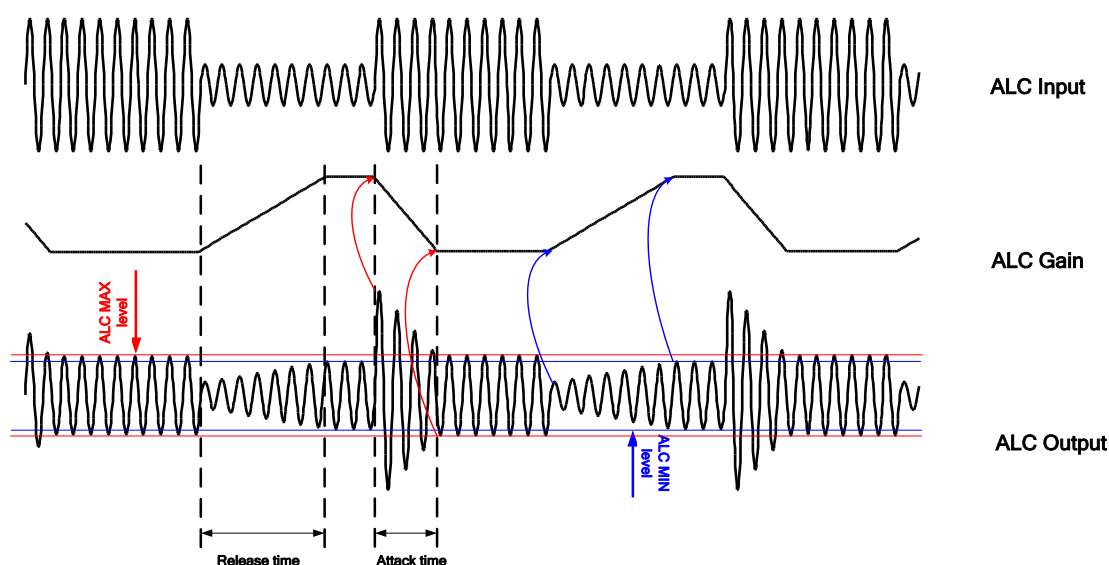 ALC Input
ALC Gain
ALC MAX
level
ALC MIN
level
ALC Output
Release time
Attack time